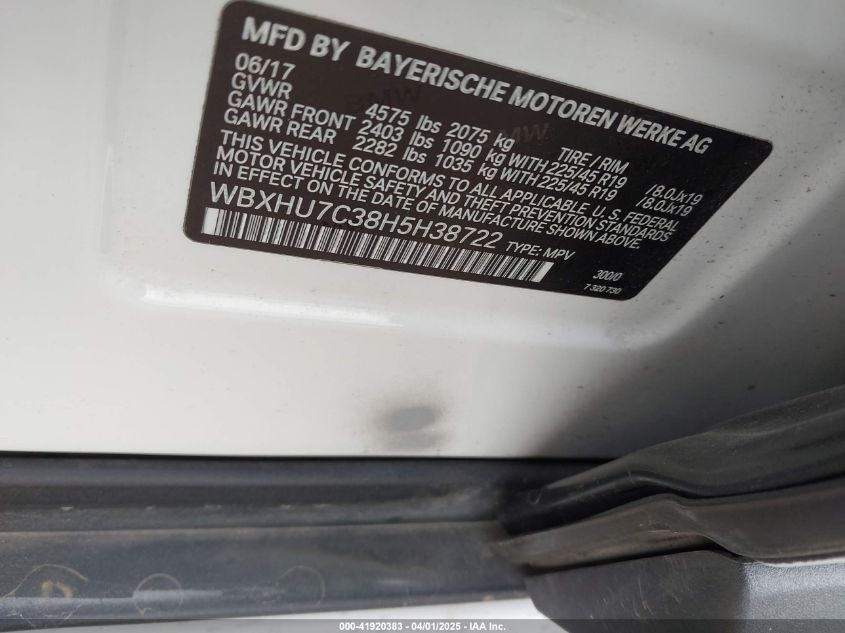 MFD BY BAYERISCHE MOTOREN WERKE AG
06/17
GVWR 4575 lbs 2075 kg TIRE / RIM
GAWR FRONT 2403 lbs 1090 kg WITH 225/45 R19 /8.0Jx19
GAWR REAR 2282 lbs 1035 kg WITH 225/45 R19 /8.0Jx19
THIS VEHICLE CONFORMS TO ALL APPLICABLE U.S. FEDERAL
MOTOR VEHICLE SAFETY AND THEFT PREVENTION STANDARDS
IN EFFECT ON THE DATE OF MANUFACTURE SHOWN ABOVE.
WBXHU7C38H5H38722 TYPE: MPV
300/0
7 320 730
000-41920383 - 04/01/2025 - IAA Inc.